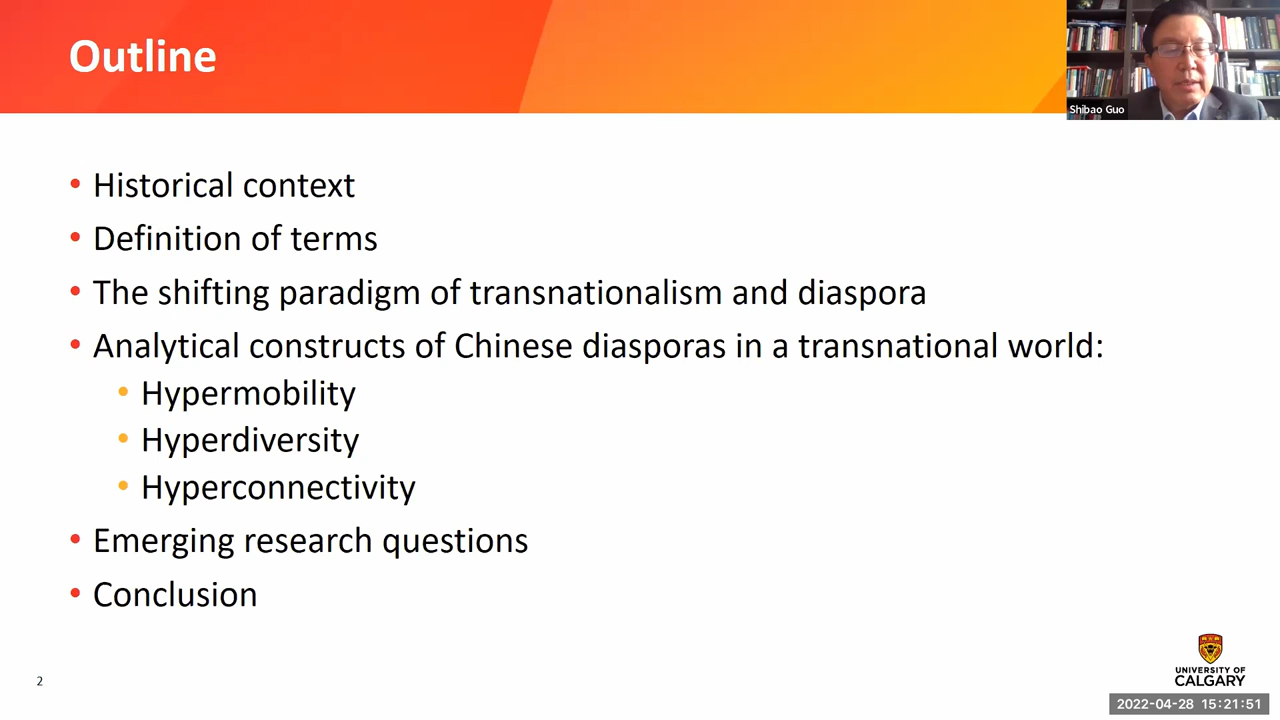 Outline
Shibao Guo
• Historical context
• Definition of terms
• The shifting paradigm of transnationalism and diaspora
• Analytical constructs of Chinese diasporas in a transnational world:
• Hypermobility
• Hyperdiversity
• Hyperconnectivity
• Emerging research questions
• Conclusion
2
UNIVERSITY OF
CALGARY
2022-04-28 15:21:51